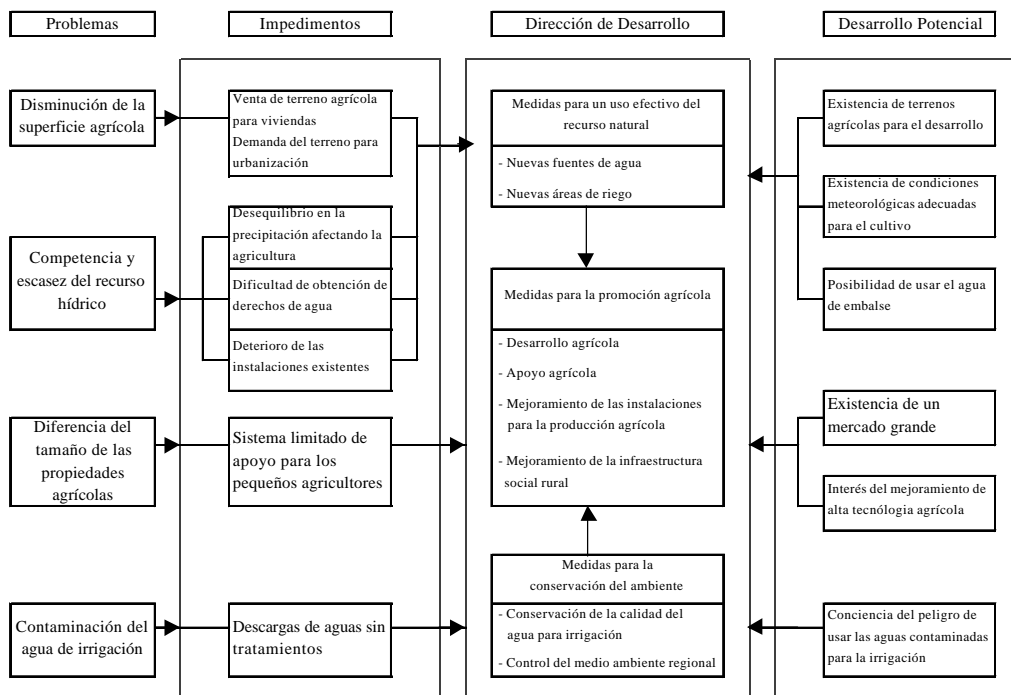 Problemas
Impedimentos
Dirección de Desarrollo
Desarrollo Potencial
Disminución de la
superficie agrícola
Competencia y
escasez del recurso
hídrico
Diferencia del
tamaño de las
propiedades
agrícolas
Contaminación del
agua de irrigación
Venta de terreno agrícola
para viviendas
Demanda del terreno para
urbanización
Desequilibrio en la
precipitación afectando la
agricultura
Dificultad de obtención de
derechos de agua
Deterioro de las
instalaciones existentes
Sistema limitado de
apoyo para los
pequeños agricultores
Descargas de aguas sin
tratamientos
Medidas para un uso efectivo del
recurso natural
- Nuevas fuentes de agua
- Nuevas áreas de riego
Medidas para la promoción agrícola
- Desarrollo agrícola
- Apoyo agrícola
- Mejoramiento de las instalaciones
para la producción agrícola
- Mejoramiento de la infraestructura
social rural
Medidas para la
conservación del ambiente
- Conservación de la calidad del
agua para irrigación
- Control del medio ambiente regional
Existencia de terrenos
agrícolas para el desarrollo
Existencia de condiciones
meteorológicas adecuadas
para el cultivo
Posibilidad de usar el agua
de embalse
Existencia de un
mercado grande
Interés del mejoramiento de
alta tecnólogia agrícola
Conciencia del peligro de
usar las aguas contaminadas
para la irrigación